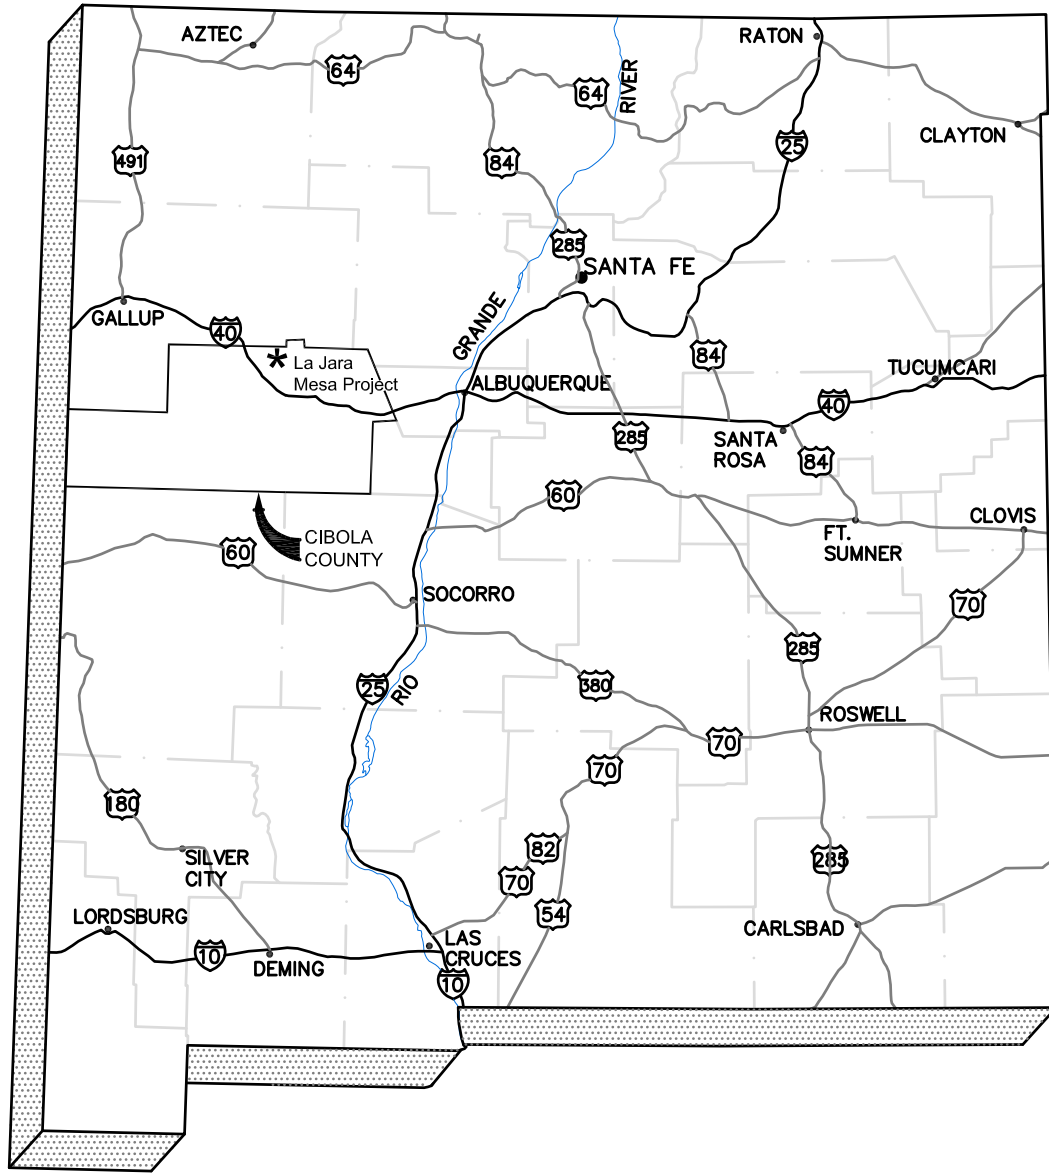 AZTEC
RATON
64
RIVER
64
CLAYTON
25
491
84
285
SANTA FE
GALLUP
40
GRANDE
La Jara
Mesa Project
84
TUCUMCARI
ALBUQUERQUE
40
285
SANTA
ROSA
84
60
CLOVIS
FT.
SUMNER
CIBOLA
COUNTY
60
SOCORRO
70
285
25
RIO
380
ROSWELL
70
70
180
82
285
SILVER
CITY
70
54
LORDSBURG
CARLSBAD
10
DEMING
LAS
CRUCES
10